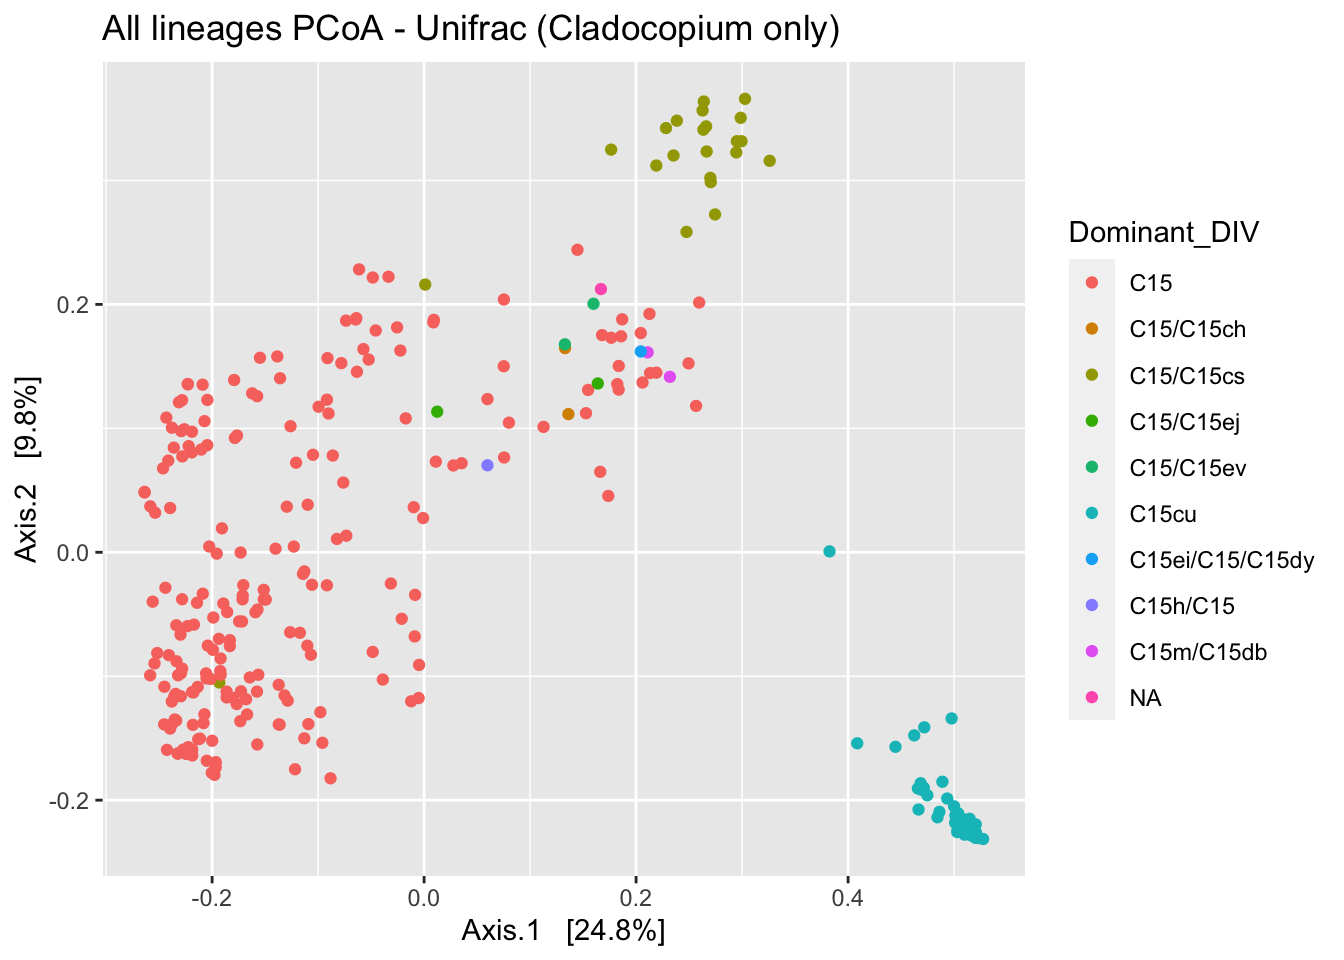 All lineages PCoA - Unifrac (Cladocopium only)
Axis.2 [9.8%]
0.2
0.0
-0.2
-0.2
0.0
0.2
0.4
Axis.1 [24.8%]
Dominant_DIV
C15
C15/C15ch
C15/C15cs
C15/C15ej
C15/C15ev
C15cu
C15ei/C15/C15dy
C15h/C15
C15m/C15db
NA